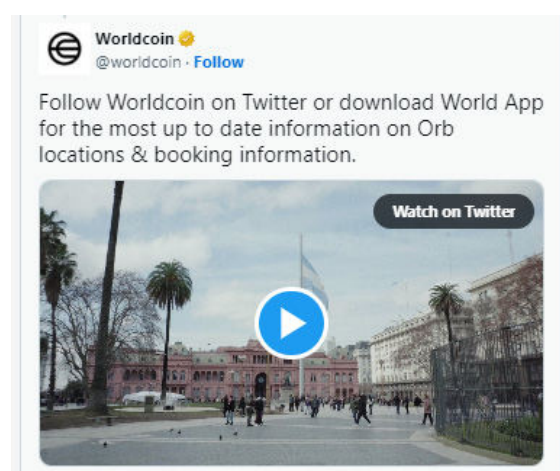 Worldcoin
@worldcoin · Follow
Follow Worldcoin on Twitter or download World App
for the most up to date information on Orb
locations & booking information.
Watch on Twitter